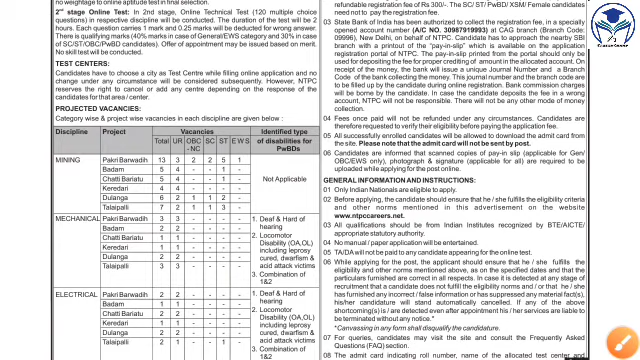 no weightage to online aptitude test in final selection.
2nd stage Online Test: In 2nd stage, Online Technical Test (120 multiple choice
questions) in respective discipline will be conducted. The duration of the test will be 2
hours. Each question carries 1 mark and 0.25 marks will be deducted for wrong answer.
There is qualifying marks (40% marks in case of General/EWS category and 30% in case
of SC/ST/OBC/PwBD candidates). Offer of appointment may be issued based on merit.
No skill test will be conducted.
TEST CENTERS:
Candidates have to choose a city as Test Centre while filling online application and no
change under any circumstance will be considered subsequently. However, NTPC
reserves the right to cancel or add any centre depending on the response of the
candidates for that area / center.
PROJECTED VACANCIES:
Category wise & project wise vacancies in each discipline are given below :
Discipline Project Vacancies Identified type of disabilities for PwBDs
Total UR OBC-NC SC ST EWS
MINING Pakri Barwadih 13 3 2 2 5 1 Not Applicable
Badam 5 4 - - 1 -
Chatti Bariatu 5 4 - - 1 -
Keredari 4 4 - - - -
Dulanga 6 2 1 1 2 -
Talaipalli 7 2 1 1 3 -
MECHANICAL Pakri Barwadih 3 3 - - - -
Badam 2 2 - - - -
Chatti Bariatu 1 1 - - - -
Keredari 1 1 - - - -
Dulanga 2 2 - - - -
Talaipalli 3 3 - - - -
1. Deaf & Hard of
hearing
2. Locomotor
Disability (OA,OL)
including leprosy
cured, dwarfism &
acid attack victims
3. Combination of
1&2
ELECTRICAL Pakri Barwadih 2 2 - - - -
Badam 1 1 - - - -
Chatti Bariatu 2 2 - - - -
Keredari 1 1 - - - -
Dulanga 2 2 - - - -
Talaipalli 2 1 - - 1 -
1. Deaf & Hard of
hearing
2. Locomotor
Disability (OA,OL)
including leprosy
cured, dwarfism &
acid attack victims
3. Combination of
1&2
refundable registration fee of Rs 300/-. The SC/ ST/ PwBD/ XSM/ Female candidates
need not to pay the registration fee.
03 State Bank of India has been authorized to collect the registration fee, in a specially
opened account number (A/C NO. 30987919993) at CAG branch (Branch Code:
09996), New Delhi, on behalf of NTPC. Candidate has to approach the nearby SBI
branch with a printout of the "pay-in-slip" which is available on the application
registration portal of NTPC. The pay-in-slip printed from the portal should only be
used for depositing the fee for proper crediting of amount in the allocated account. On
receipt of the money, the bank will issue a unique Journal Number and a Branch
Code of the bank collecting the money. This journal number and the branch code are
to be filled up by the candidate during online registration. Bank commission charges
will be borne by the candidate. In case the candidate deposits the fee in a wrong
account, NTPC will not be responsible. There will not be any other mode of money
collection.
04 Fees once paid will not be refunded under any circumstances. Candidates are
therefore requested to verify their eligibility before paying the application fee.
05 All successfully enrolled candidates will be allowed to download the admit card from
the site. Please note that the admit card will not be sent by post.
06 Candidates are informed that scanned copies of pay-in slip (applicable for Gen/
OBC/EWS only), photograph & signature (applicable for all) are required to be
uploaded while applying for the post online.
GENERAL INFORMATION AND INSTRUCTIONS:
01 Only Indian Nationals are eligible to apply.
02 Before applying, the candidate should ensure that he / she fulfills the eligibility criteria
and other norms mentioned in this advertisement on the website
www.ntpccareers.net.
03 All qualifications should be from Indian Institutes recognized by BTE/AICTE/
appropriate statutory authority.
04 No manual / paper application will be entertained.
05 TA/DA will not be paid to any candidate appearing for the online test.
06 While applying for the post, the applicant should ensure that he / she fulfills the
eligibility and other norms mentioned above, as on the specified dates and that the
particulars furnished are correct in all respects. In case it is detected at any stage of
recruitment that a candidate does not fulfill the eligibility norms and / or that he / she
has furnished any incorrect / false information or has suppressed any material fact(s),
his/her candidature will stand automatically cancelled. If any of the above
shortcoming(s) is / are detected even after appointment his / her services are liable to
be terminated without any notice.*
*Canvassing in any form shall disqualify the candidature.
07 For queries, candidates may visit the site and consult the Frequently Asked
Questions (FAQ) section.
08 The admit card indicating roll number, name of the allocated test center and